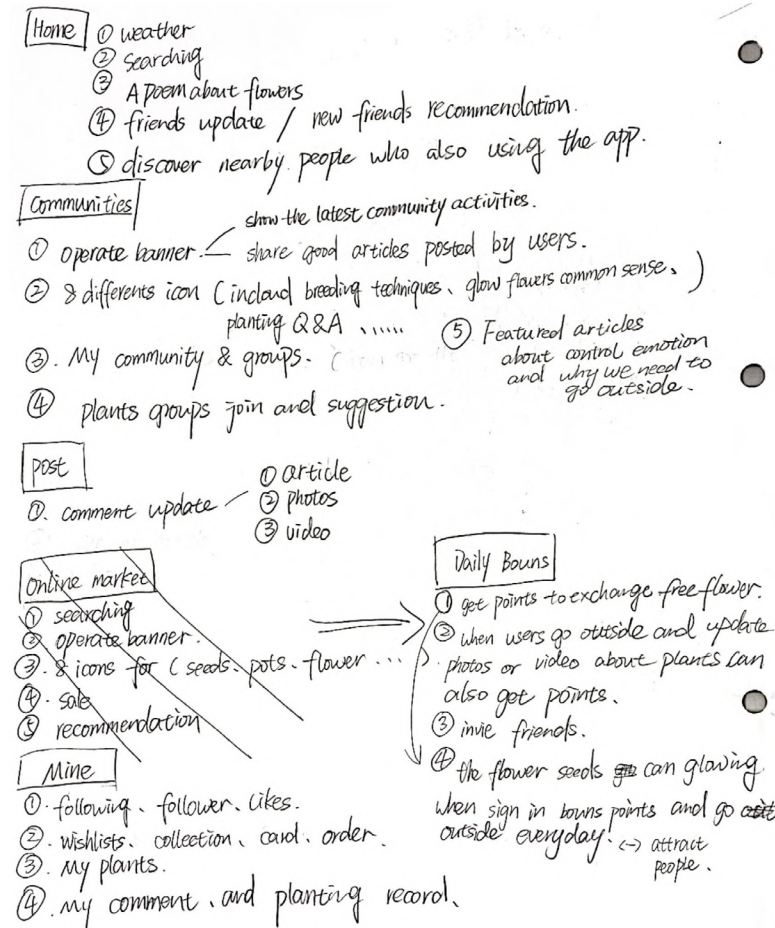 Home
① weather
② searching
③ A poem about flowers
④ friends update / new friends recommendation.
⑤ discover nearby people who also using the app.
Communities
① operate banner.
show the latest community activities.
share good articles posted by users.
② 8 differents icon (incloud breeding techniques、glow flowers common sense、
planting Q&A ......)
③. My community & groups. (
④ plants groups join and suggestion.
⑤ Featured articles
about control emotion
and why we need to
go outside.
post
①. comment update
① article
② photos
③ video
Online market
① searching
② operate banner.
③. 8 icons for (seeds. pots. flower ... ).
④. sale
⑤ recommendation
Daily Bouns
① get points to exchange free flower.
② when users go outside and update
photos or video about plants can
also get points.
③ invie friends.
④ the flower seeds can glowing
when sign in bouns points and go
outside everyday! (→ attract
people.
Mine
①. following、follower. Likes.
②. wishlists、collection、card、order.
③. My plants.
④. my comment、and planting record、